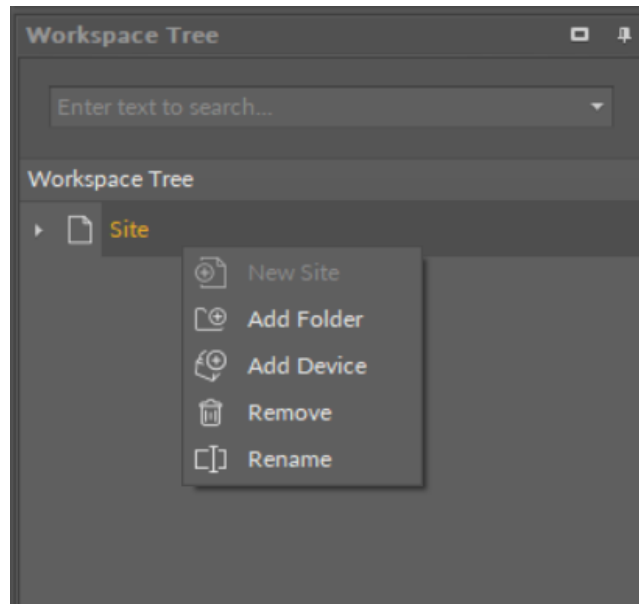 Workspace Tree
Enter text to search...
Workspace Tree
Site
New Site
Add Folder
Add Device
Remove
Rename